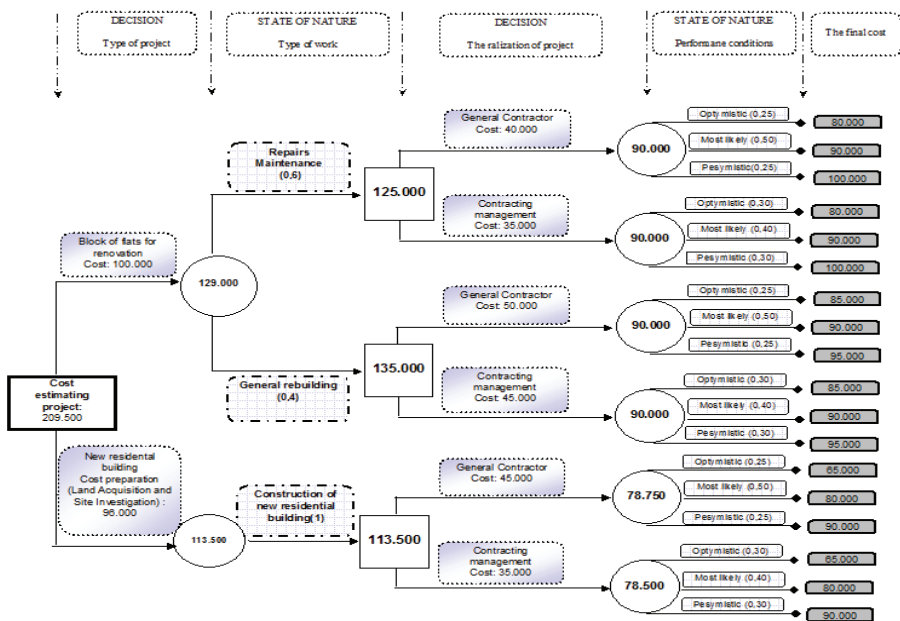 DECISION
Type of project
STATE OF NATURE
Type of work
DECISION
The ralization of project
STATE OF NATURE
Performane conditions
The final cost
General Contractor
Cost: 40.000
Optymistic (0,25)
80.000
90.000
Most likely (0,50)
90.000
Pesymistic(0,25)
100.000
Repairs
Maintenance
(0,6)
125.000
Contracting
management
Cost: 35.000
Optymistic (0,30)
80.000
90.000
Most likely (0,40)
90.000
Pesymistic (0,30)
100.000
Block of flats for
renovation
Cost: 100.000
129.000
General Contractor
Cost: 50.000
Optymistic (0,25)
85.000
90.000
Most likely (0,50)
90.000
Pesymistic (0,25)
95.000
General rebuilding
(0,4)
135.000
Contracting
management
Cost: 45.000
Optymistic (0,30)
85.000
90.000
Most likely (0,40)
90.000
Pesymistic (0,30)
95.000
Cost
estimating
project:
209.500
New residential
building
Cost preparation
(Land Acquisition and
Site Investigation) :
96.000
113.500
Construction of
new residential
building(1)
113.500
General Contractor
Cost: 45.000
Optymistic (0,25)
65.000
78.750
Most likely (0,50)
80.000
Pesymistic (0,25)
90.000
Contracting
management
Cost: 35.000
Optymistic (0,30)
65.000
78.500
Most likely (0,40)
80.000
Pesymistic (0,30)
90.000